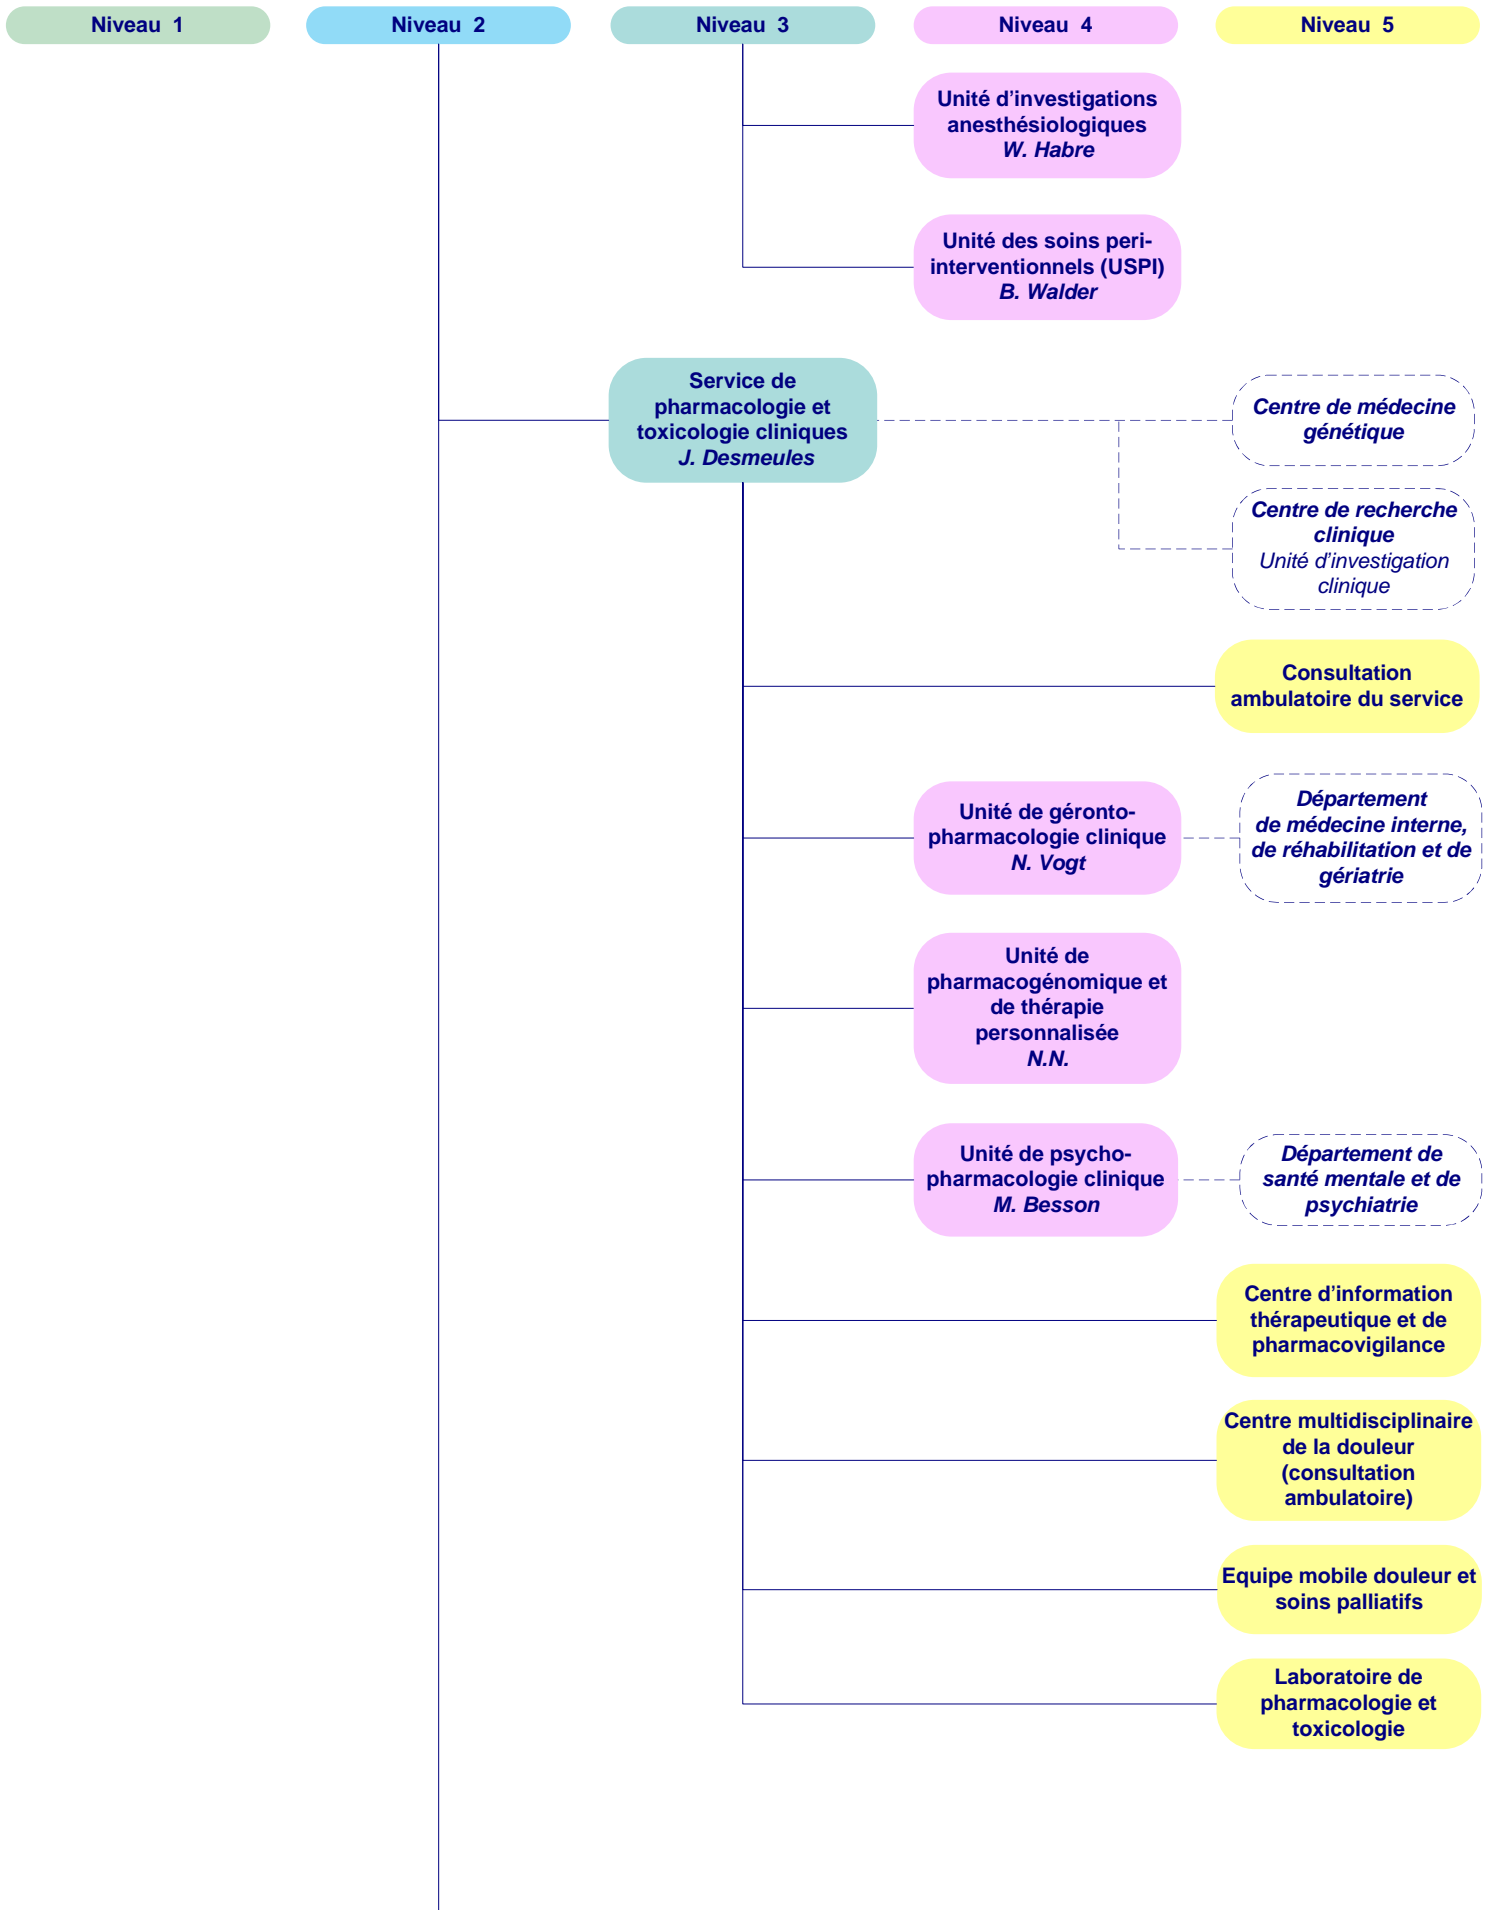 Niveau 1
Niveau 2
Niveau 3
Niveau 4
Niveau 5
Unité d’investigations
anesthésiologiques
W. Habre
Unité des soins peri-
interventionnels (USPI)
B. Walder
Service de
pharmacologie et
toxicologie cliniques
J. Desmeules
Centre de médecine
génétique
Centre de recherche
clinique
Unité d’investigation
clinique
Consultation
ambulatoire du service
Unité de géronto-
pharmacologie clinique
N. Vogt
Département
de médecine interne,
de réhabilitation et de
gériatrie
Unité de
pharmacogénomique et
de thérapie
personnalisée
N.N.
Unité de psycho-
pharmacologie clinique
M. Besson
Département de
santé mentale et de
psychiatrie
Centre d’information
thérapeutique et de
pharmacovigilance
Centre multidisciplinaire
de la douleur
(consultation
ambulatoire)
Equipe mobile douleur et
soins palliatifs
Laboratoire de
pharmacologie et
toxicologie